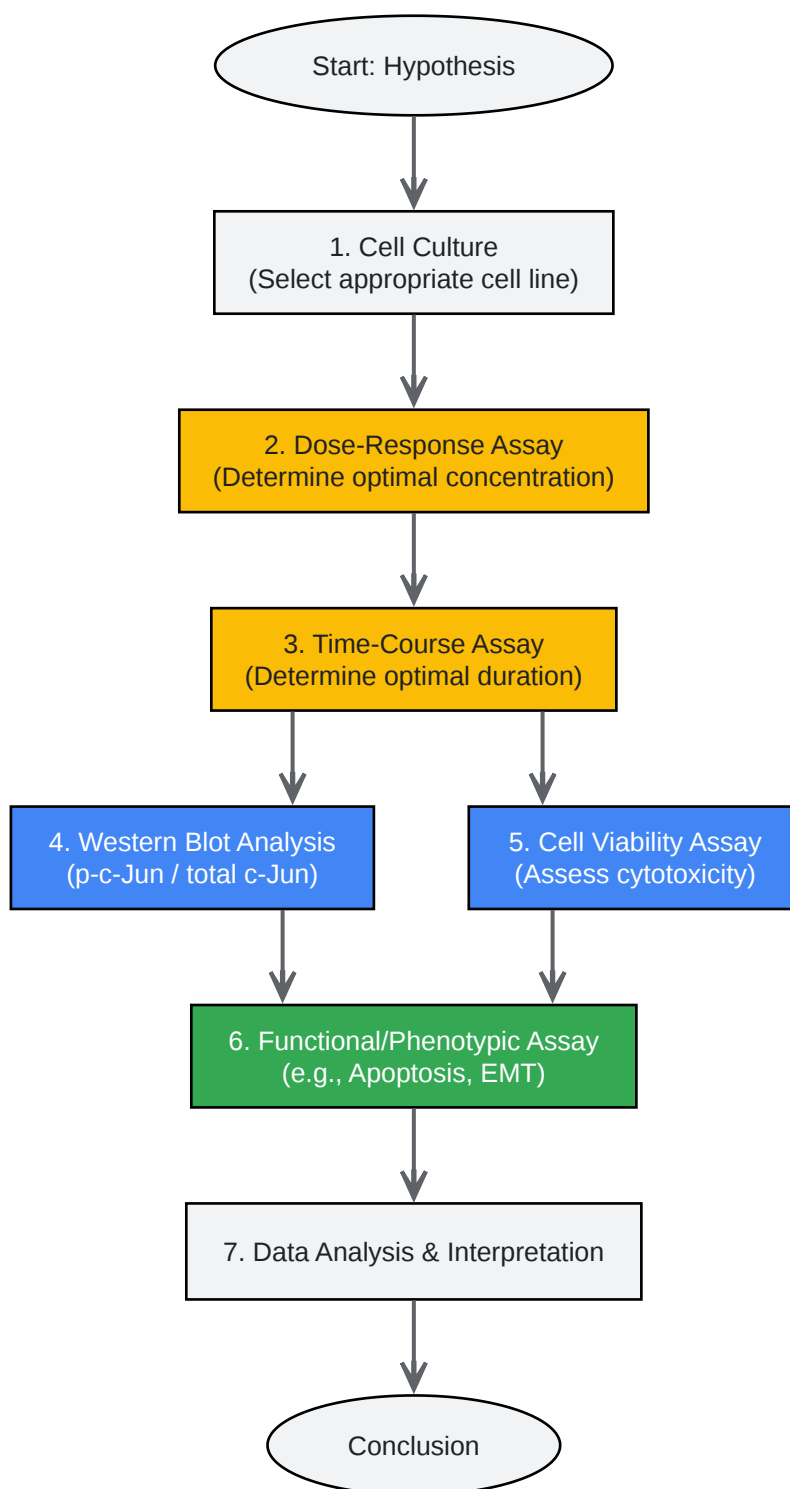 Start: Hypothesis
1. Cell Culture
(Select appropriate cell line)
2. Dose-Response Assay
(Determine optimal concentration)
3. Time-Course Assay
(Determine optimal duration)
4. Western Blot Analysis
(p-c-Jun / total c-Jun)
5. Cell Viability Assay
(Assess cytotoxicity)
6. Functional/Phenotypic Assay
(e.g., Apoptosis, EMT)
7. Data Analysis & Interpretation
Conclusion